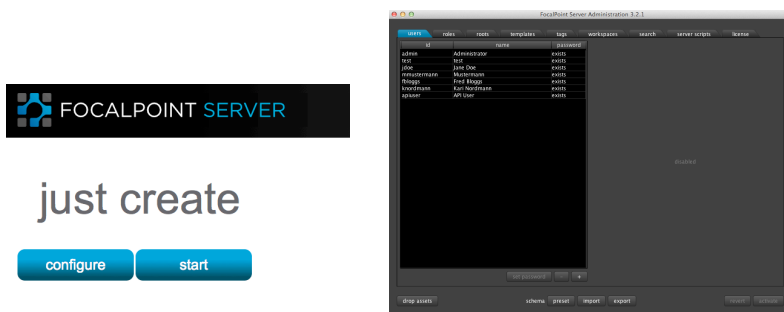 FOCALPOINT SERVER
just create
configure start
FocalPoint Server Administration 3.2.1
users roles roots templates tags workspaces search server scripts license
id name password
admin Administrator exists
test test exists
jdoe Jane Doe exists
mmustermann Mustermann exists
fbloggs Fred Bloggs exists
knordmann Kari Nordmann exists
apiuser API User exists
disabled
set password - +
drop assets schema preset import export revert activate